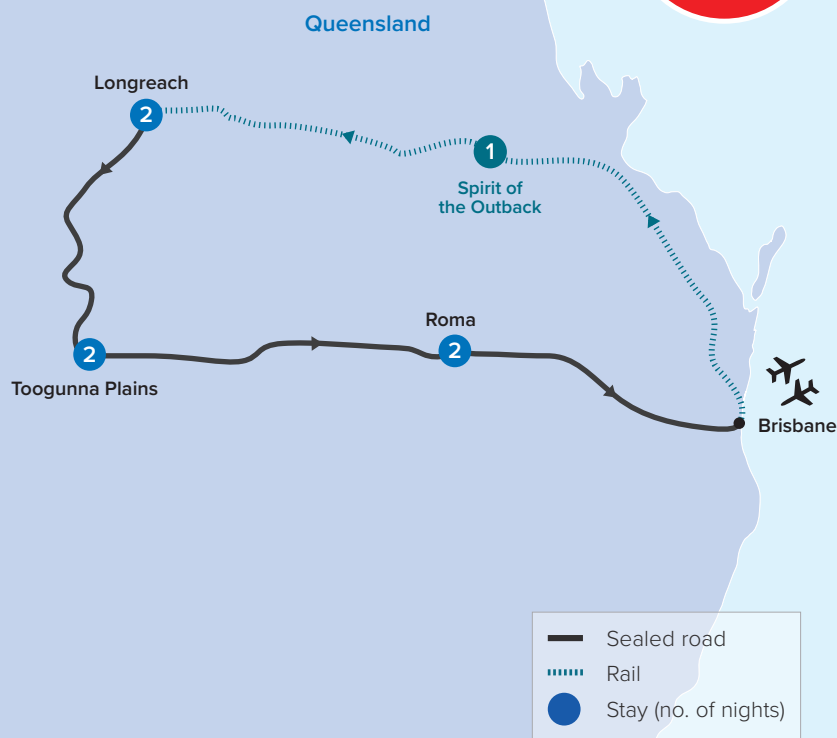 Queensland
Longreach
2
1
Spirit of
the Outback
Roma
2
2
Toogunna Plains
Brisbane
Sealed road
Rail
Stay (no. of nights)